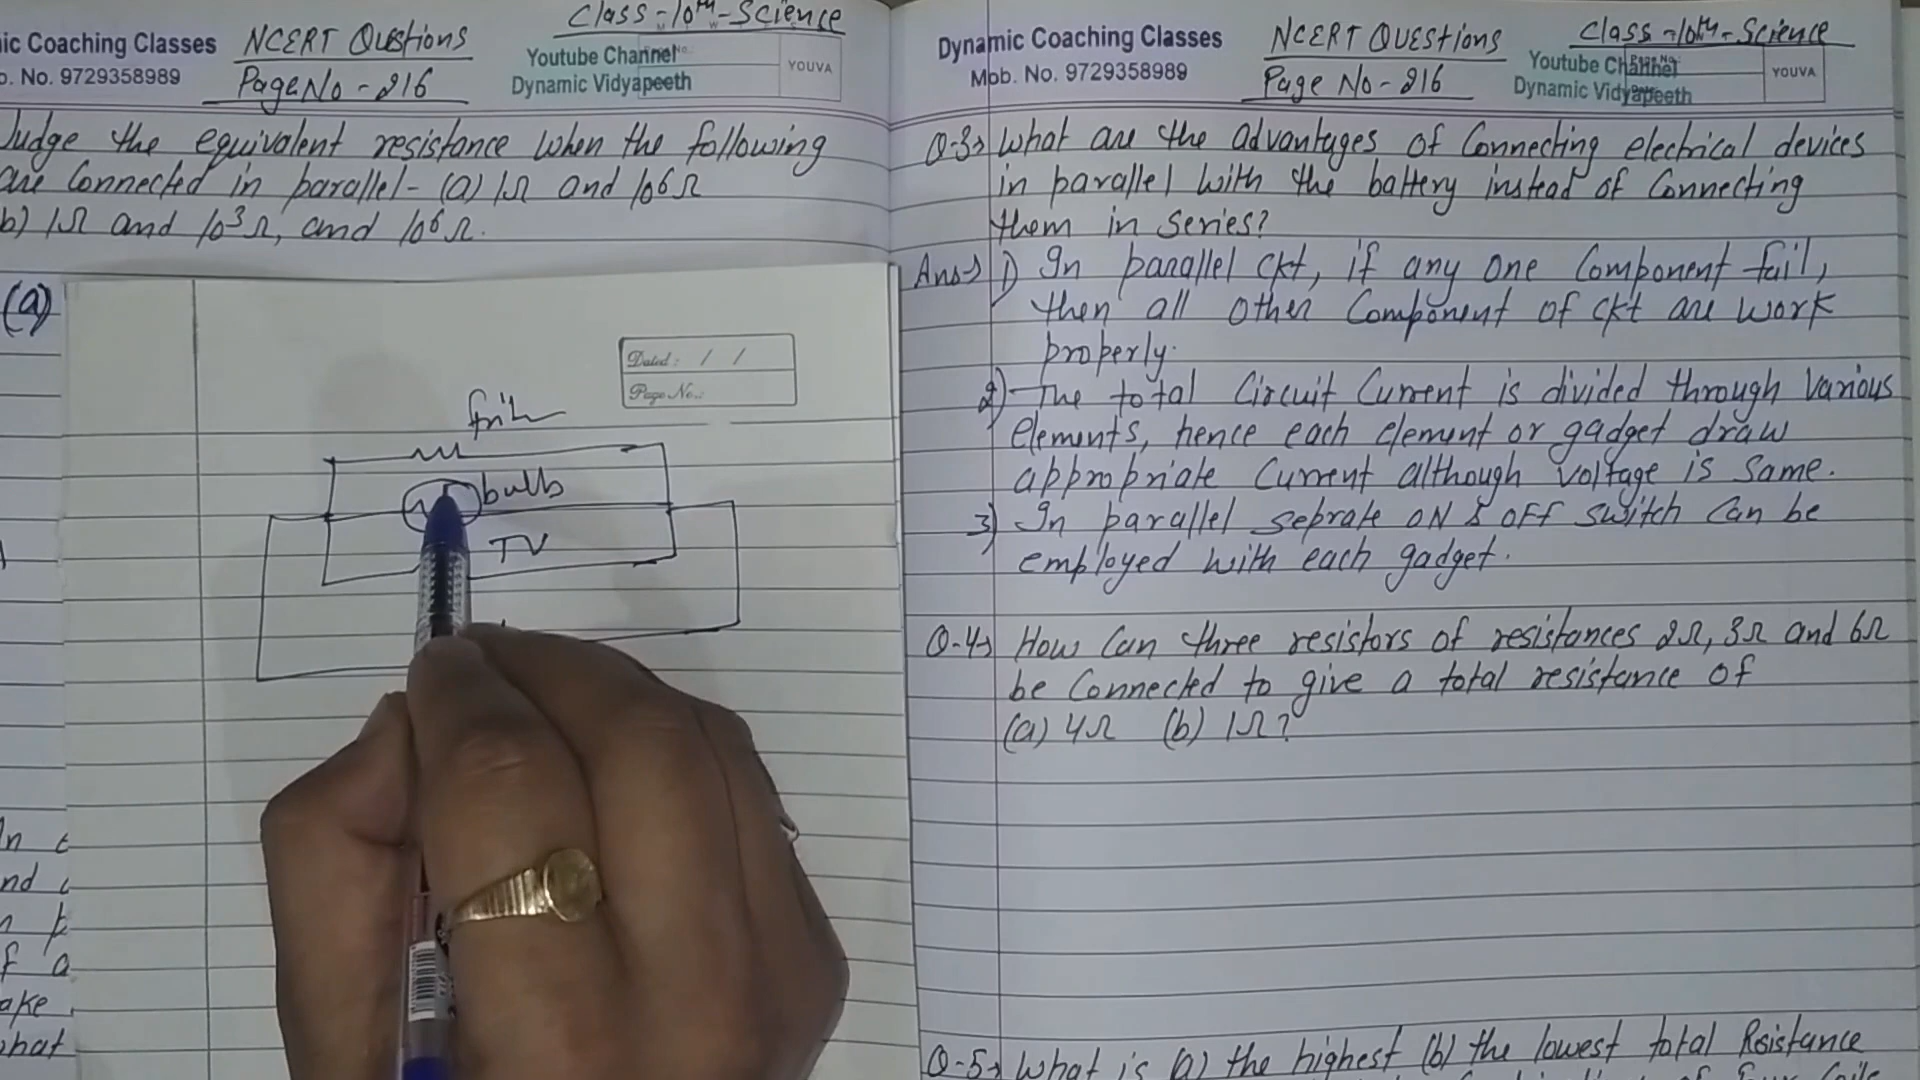 ic Coaching Classes
o. No. 9729358989
NCERT Questions
Page No - 216
Class - 10th - Science
Youtube Channel
Dynamic Vidyapeeth
YOUVA
Judge the equivalent resistance when the following
are Connected in parallel - (a) 1Ω and 10⁶Ω
b) 1Ω and 10³Ω, and 10⁶Ω.
(a)
Dated: / /
Page No.:
bulb
TV
In
nd
f a
ake
what
Dynamic Coaching Classes
Mob. No. 9729358989
NCERT Questions
Page No - 216
Class - 10th - Science
Youtube Channel
Dynamic Vidyapeeth
YOUVA
Q-3→ What are the advantages of Connecting electrical devices
in parallel with the battery instead of Connecting
them in Series?
Ans→ 1) In parallel ckt, if any one Component fail,
then all other Component of ckt are work
properly.
2) The total Circuit Current is divided through various
elements, hence each element or gadget draw
appropriate Current although voltage is Same.
3) In parallel seprate ON & OFF switch Can be
employed with each gadget.
Q-4→ How Can three resistors of resistances 2Ω, 3Ω and 6Ω
be Connected to give a total resistance of
(a) 4Ω (b) 1Ω?
Q-5→ What is (a) the highest (b) the lowest total Resistance